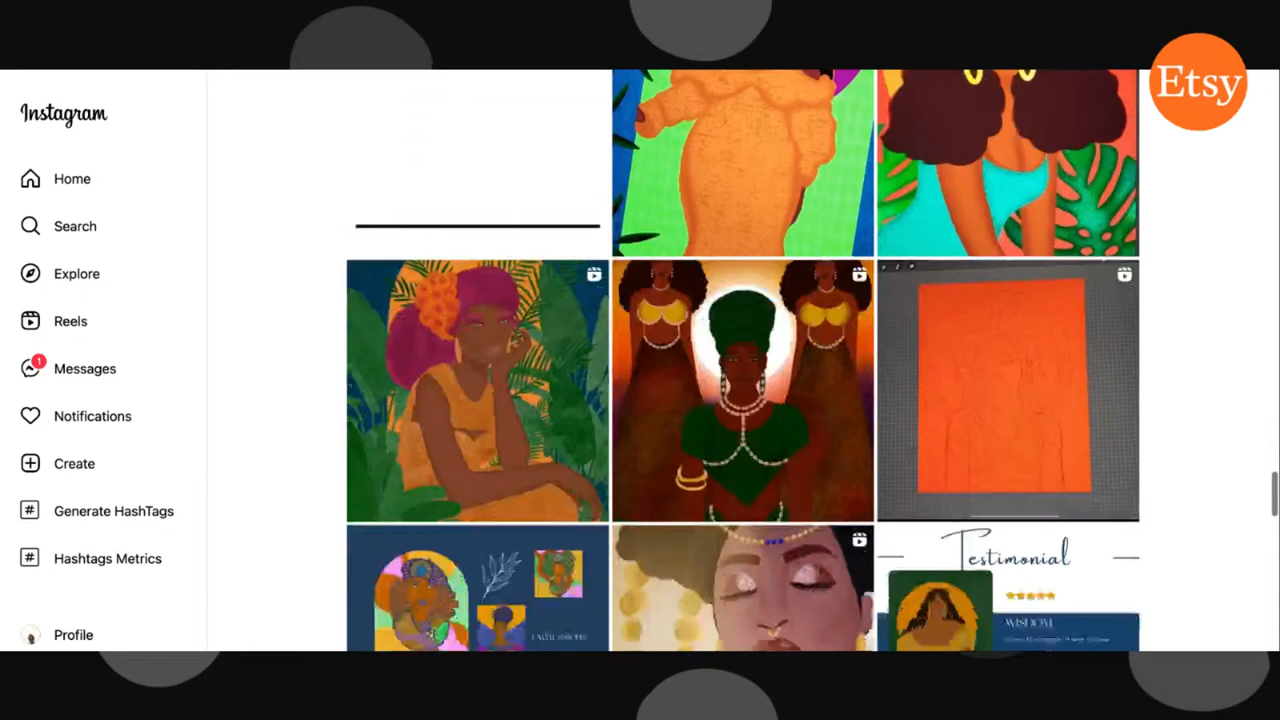 Etsy
Instagram
Home
Search
Explore
Reels
1
Messages
Notifications
Create
# Generate HashTags
# Hashtags Metrics
Profile
Testimonial
WISDOM